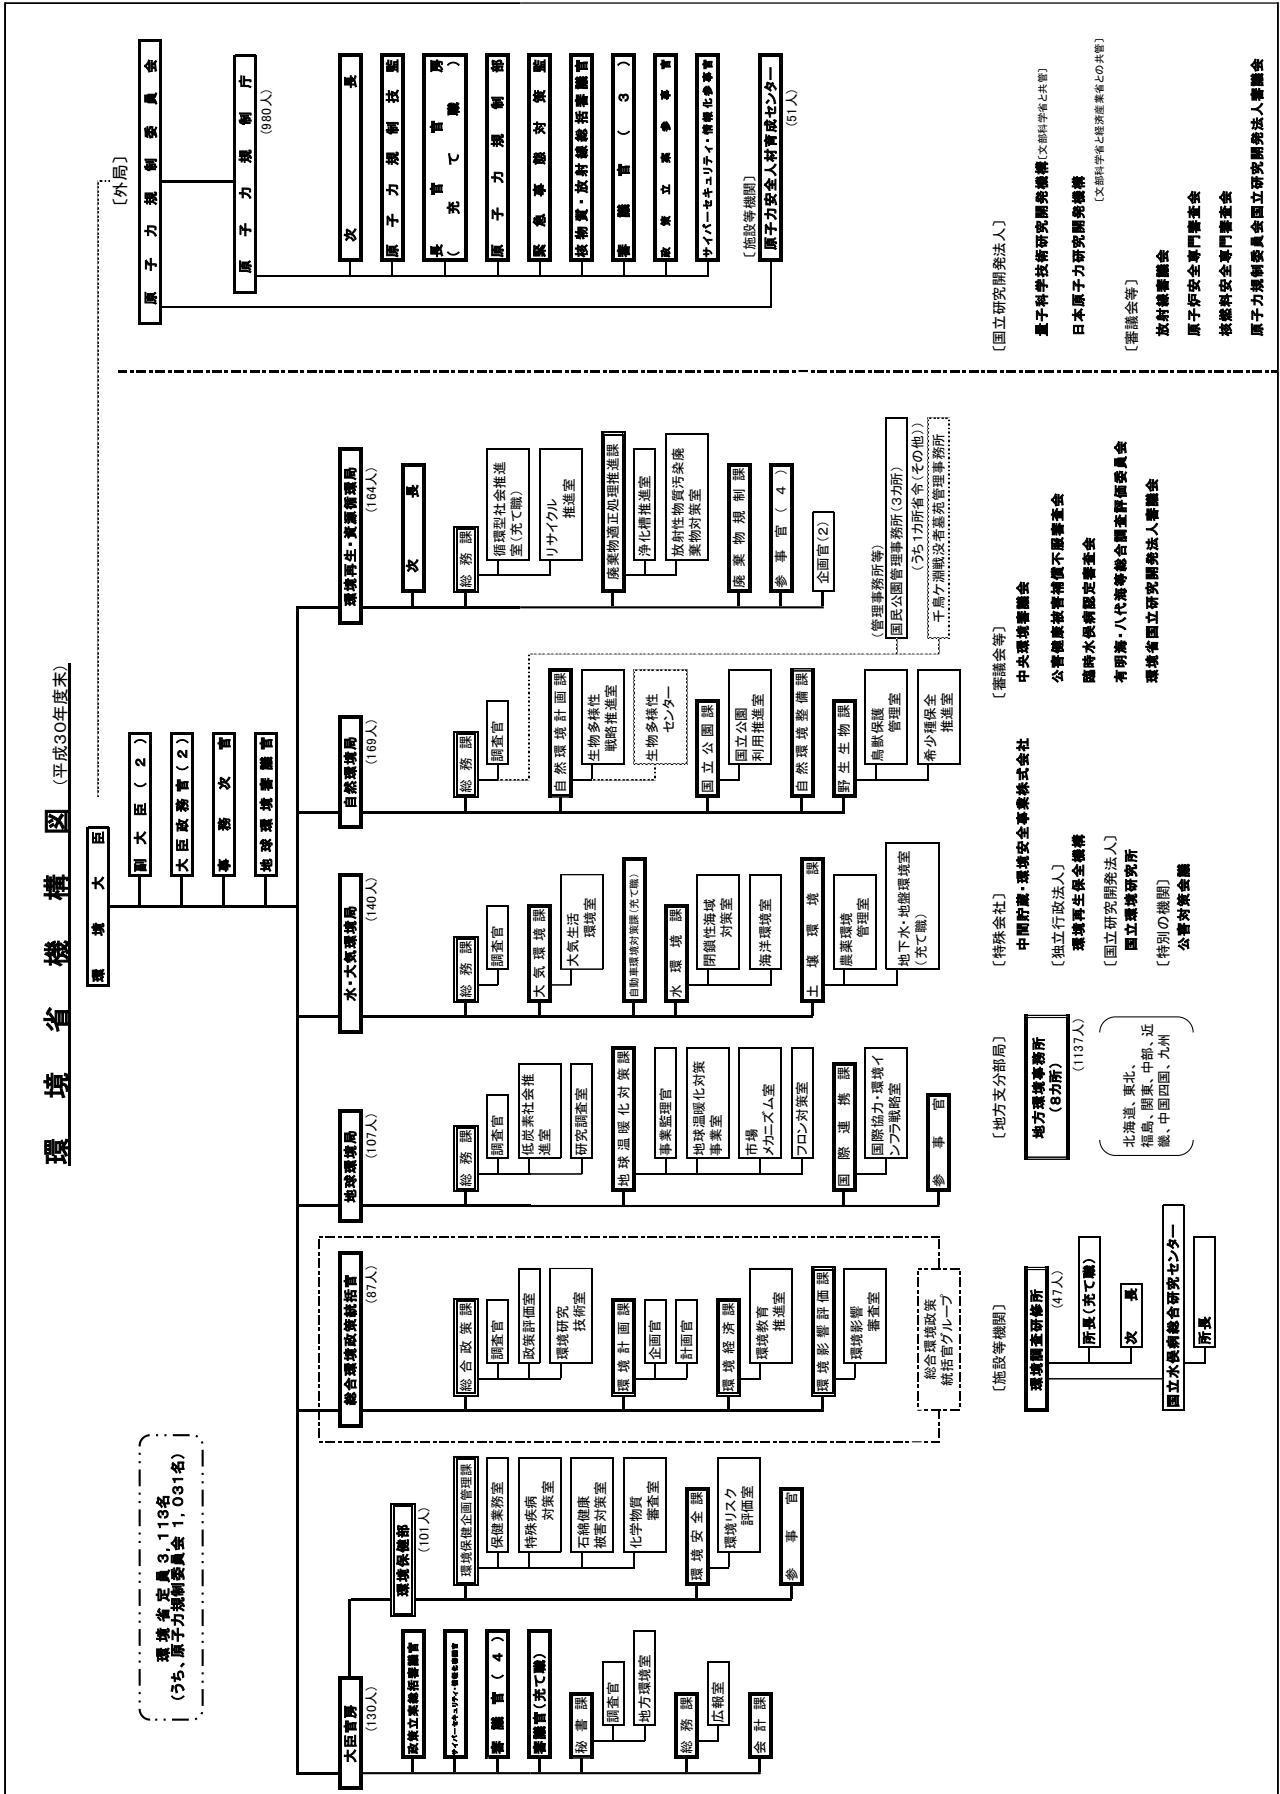 環境省機構図（平成30年度末）
環境省定員3,113名
（うち、原子力規制委員会1,031名）
環境大臣
副大臣（2）
大臣政務官（2）
事務次官
地球環境審議官
大臣官房
（130人）
政策立案総括審議官
サイバーセキュリティ・情報化審議官
審議官（4）
審議官（充て職）
秘書課
調査官
地方環境室
総務課
広報室
会計課
環境保健部
（101人）
環境保健企画管理課
保健業務室
特殊疾病
対策室
石綿健康
被害対策室
化学物質
審査室
環境安全課
環境リスク
評価室
参事官
総合環境政策統括官
（87人）
総合政策課
調査官
政策評価室
環境研究
技術室
環境計画課
企画官
計画官
環境経済課
環境教育
推進室
環境影響評価課
環境影響
審査室
総合環境政策
統括官グループ
地球環境局
（107人）
総務課
調査官
低炭素社会推
進室
研究調査室
地球温暖化対策課
事業監理官
地球温暖化対策
事業室
市場
メカニズム室
フロン対策室
国際連携課
国際協力・環境イ
ンフラ戦略室
参事官
水・大気環境局
（140人）
総務課
調査官
大気環境課
大気生活
環境室
自動車環境対策課（充て職）
水環境課
閉鎖性海域
対策室
海洋環境室
土壌環境課
農薬環境
管理室
地下水・地盤環境室
（充て職）
自然環境局
（169人）
総務課
調査官
自然環境計画課
生物多様性
戦略推進室
生物多様性
センター
国立公園課
国立公園
利用推進室
自然環境整備課
野生生物課
鳥獣保護
管理室
希少種保全
推進室
（管理事務所等）
国民公園管理事務所（3カ所）
（うち1カ所省令（その他））
千鳥ケ淵戦没者墓苑管理事務所
環境再生・資源循環局
（164人）
次長
総務課
循環型社会推進
室（充て職）
リサイクル
推進室
廃棄物適正処理推進課
浄化槽推進室
放射性物質汚染廃
棄物対策室
廃棄物規制課
参事官（4）
企画官（2）
［施設等機関］
環境調査研修所
（47人）
所長（充て職）
次長
国立水俣病総合研究センター
所長
［地方支分部局］
地方環境事務所
（8カ所）
（1137人）
北海道、東北、
福島、関東、中部、近
畿、中国四国、九州
［特殊会社］
中間貯蔵・環境安全事業株式会社
［独立行政法人］
環境再生保全機構
［国立研究開発法人］
国立環境研究所
［特別の機関］
公害対策会議
［審議会等］
中央環境審議会
公害健康被害補償不服審査会
臨時水俣病認定審査会
有明海・八代海等総合調査評価委員会
環境省国立研究開発法人審議会
［外局］
原子力規制委員会
原子力規制庁
（980人）
次長
原子力規制技監
長官官房
（充て職）
原子力規制部
緊急事態対策監
核物質・放射線総括審議官
審議官（3）
政策立案参事官
サイバーセキュリティ・情報化参事官
［施設等機関］
原子力安全人材育成センター
（51人）
［国立研究開発法人］
量子科学技術研究開発機構［文部科学省と共管］
日本原子力研究開発機構
［文部科学省と経済産業省との共管］
［審議会等］
放射線審議会
原子炉安全専門審査会
核燃料安全専門審査会
原子力規制委員会国立研究開発法人審議会